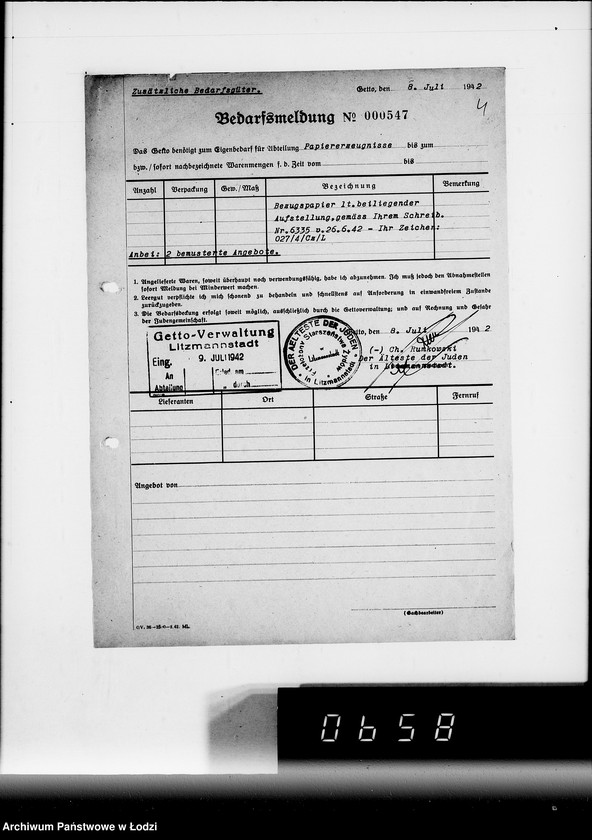 Zusätzliche Bedarfsgüter.
Getto, den 8. Juli 1942
4
Bedarfsmeldung № 000547
Das Getto benötigt zum Eigenbedarf für Abteilung Papiererzeugnisse bis zum
bzw./sofort nachbezeichnete Warenmengen f. d. Zeit vom bis
Anzahl Verpackung Gew./Maß Bezeichnung Bemerkung
Bezugspapier lt.beiliegender
Aufstellung,gemäss Ihrem Schreib.
Nr.6335 v.26.6.42 - Ihr Zeichen:
027/4/Cz/L
Anbei: 2 bemusterte Angebote.
1. Angelieferte Waren, soweit überhaupt noch verwendungsfähig, habe ich abzunehmen. Ich muß jedoch den Abnahmestellen
sofort Meldung bei Minderwert machen.
2. Leergut verpflichte ich mich schonend zu behandeln und schnellstens auf Anforderung in einwandfreiem Zustande
zurückzugeben.
3. Die Bedarfsdeckung erfolgt soweit möglich, ausschließlich durch die Gettoverwaltung; und auf Rechnung und Gefahr
der Judengemeinschaft.
Getto, den 8. Juli 1942
Getto-Verwaltung
Litzmannstadt
Eing. 9. JULI 1942
An
Abteilung
Erled. am
durch
DER AELTESTE DER JUDEN
in Litzmannstadt
Litzmannstadt
(-) Ch. Rumkowski
Der Älteste der Juden
in Litzmannstadt.
Lieferanten Ort Straße Fernruf
Angebot von
(Sachbearbeiter)
0658
Archiwum Państwowe w Łodzi